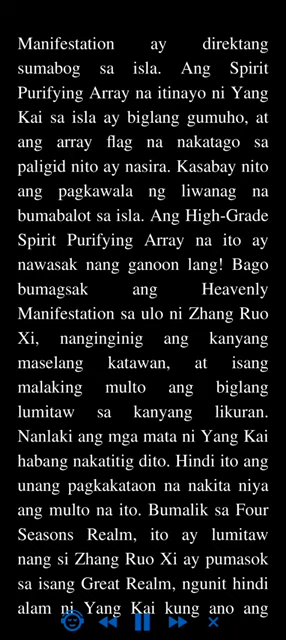 Manifestation ay direktang
sumabog sa isla. Ang Spirit
Purifying Array na itinayo ni Yang
Kai sa isla ay biglang gumuho, at
ang array flag na nakatago sa
paligid nito ay nasira. Kasabay nito
ang pagkawala ng liwanag na
bumabalot sa isla. Ang High-Grade
Spirit Purifying Array na ito ay
nawasak nang ganoon lang! Bago
bumagsak ang Heavenly
Manifestation sa ulo ni Zhang Ruo
Xi, nanginginig ang kanyang
maselang katawan, at isang
malaking multo ang biglang
lumitaw sa kanyang likuran.
Nanlaki ang mga mata ni Yang Kai
habang nakatitig dito. Hindi ito ang
unang pagkakataon na nakita niya
ang multo na ito. Bumalik sa Four
Seasons Realm, ito ay lumitaw
nang si Zhang Ruo Xi ay pumasok
sa isang Great Realm, ngunit hindi
alam ni Yang Kai kung ano ang